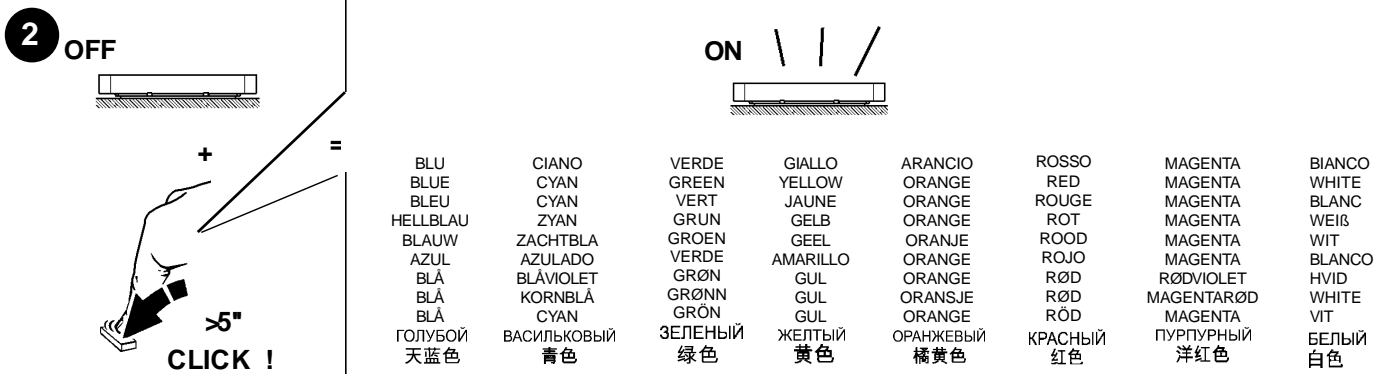 2 OFF
+ =
>5"
CLICK !
ON
BLU CIANO VERDE GIALLO ARANCIO ROSSO MAGENTA BIANCO
BLUE CYAN GREEN YELLOW ORANGE RED MAGENTA WHITE
BLEU CYAN VERT JAUNE ORANGE ROUGE MAGENTA BLANC
HELLBLAU ZYAN GRUN GELB ORANGE ROT MAGENTA WEIß
BLAUW ZACHTBLA GROEN GEEL ORANJE ROOD MAGENTA WIT
AZUL AZULADO VERDE AMARILLO ORANGE ROJO MAGENTA BLANCO
BLÅ BLÅVIOLET GRØN GUL ORANGE RØD RØDVIOLET HVID
BLÅ KORNBLÅ GRØNN GUL ORANSJE RØD MAGENTARØD WHITE
BLÅ CYAN GRÖN GUL ORANGE RÖD MAGENTA VIT
ГОЛУБОЙ ВАСИЛЬКОВЫЙ ЗЕЛЕНЫЙ ЖЕЛТЫЙ ОРАНЖЕВЫЙ КРАСНЫЙ ПУРПУРНЫЙ БЕЛЫЙ
天蓝色 青色 绿色 黄色 橘黄色 红色 洋红色 白色